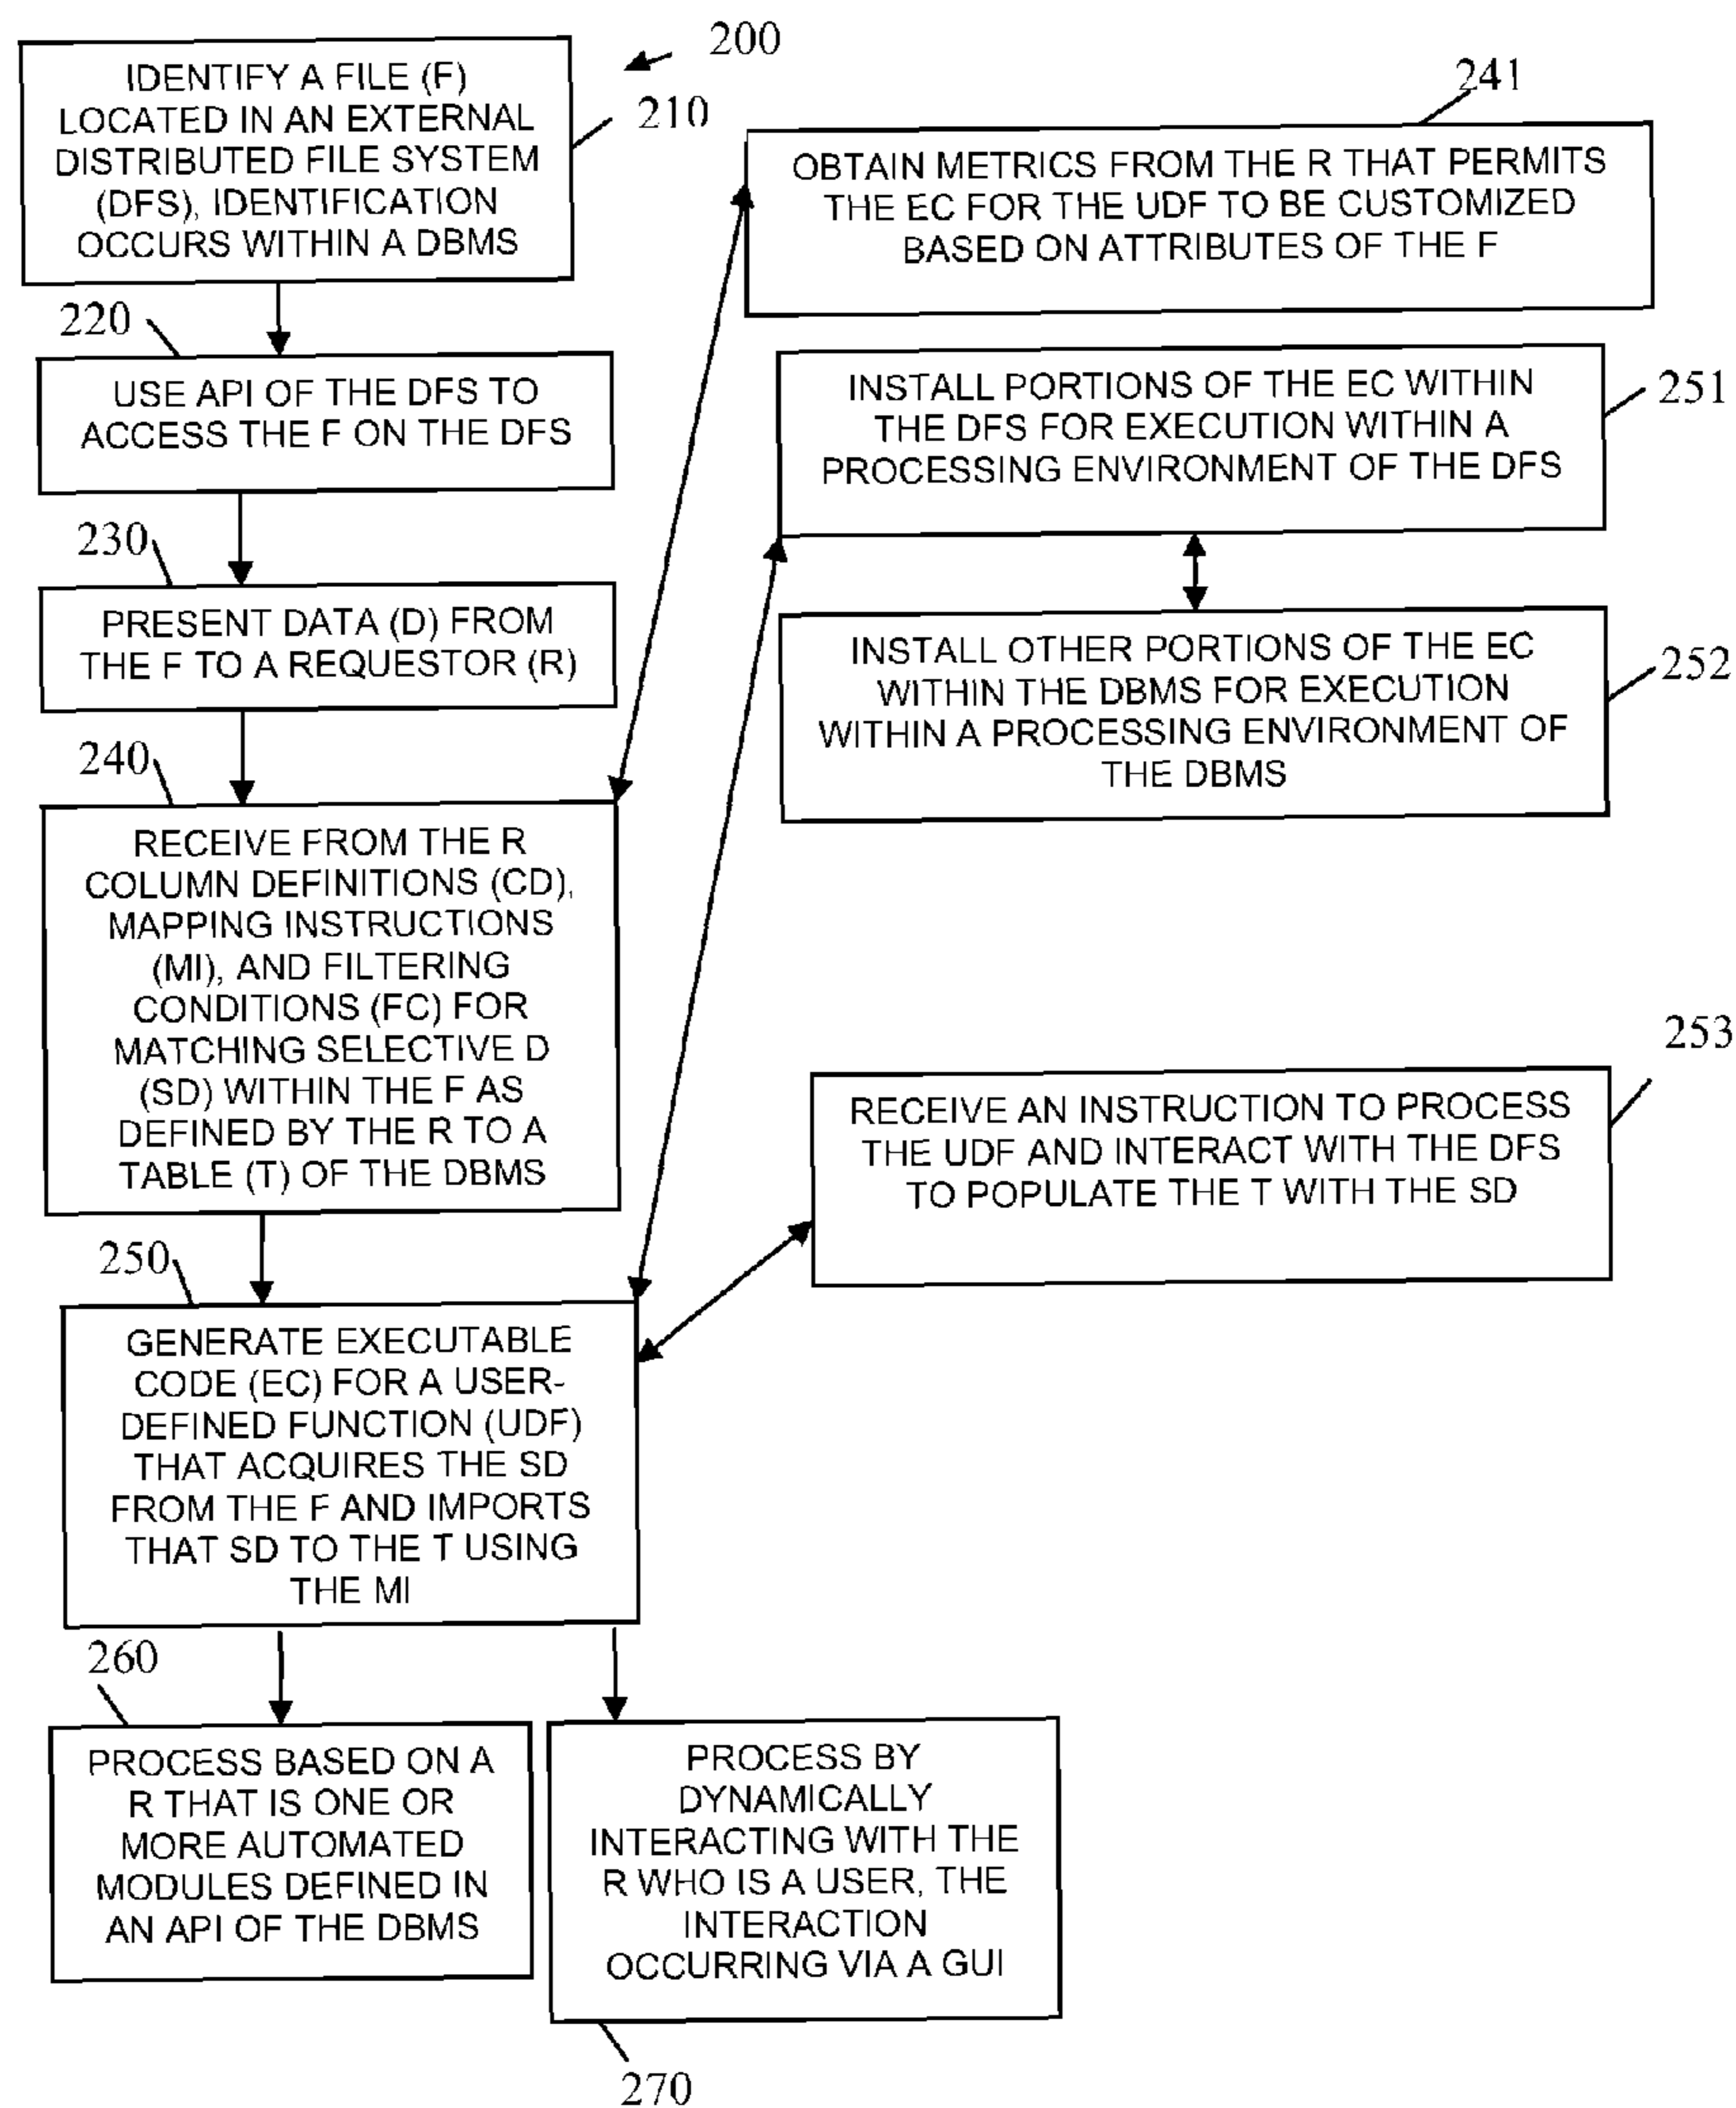 200
IDENTIFY A FILE (F)
LOCATED IN AN EXTERNAL
DISTRIBUTED FILE SYSTEM
(DFS), IDENTIFICATION
OCCURS WITHIN A DBMS
210
220
USE API OF THE DFS TO
ACCESS THE F ON THE DFS
230
PRESENT DATA (D) FROM
THE F TO A REQUESTOR (R)
240
RECEIVE FROM THE R
COLUMN DEFINITIONS (CD),
MAPPING INSTRUCTIONS
(MI), AND FILTERING
CONDITIONS (FC) FOR
MATCHING SELECTIVE D
(SD) WITHIN THE F AS
DEFINED BY THE R TO A
TABLE (T) OF THE DBMS
241
OBTAIN METRICS FROM THE R THAT PERMITS
THE EC FOR THE UDF TO BE CUSTOMIZED
BASED ON ATTRIBUTES OF THE F
250
GENERATE EXECUTABLE
CODE (EC) FOR A USER-
DEFINED FUNCTION (UDF)
THAT ACQUIRES THE SD
FROM THE F AND IMPORTS
THAT SD TO THE T USING
THE MI
251
INSTALL PORTIONS OF THE EC WITHIN
THE DFS FOR EXECUTION WITHIN A
PROCESSING ENVIRONMENT OF THE DFS
252
INSTALL OTHER PORTIONS OF THE EC
WITHIN THE DBMS FOR EXECUTION
WITHIN A PROCESSING ENVIRONMENT OF
THE DBMS
253
RECEIVE AN INSTRUCTION TO PROCESS
THE UDF AND INTERACT WITH THE DFS
TO POPULATE THE T WITH THE SD
260
PROCESS BASED ON A
R THAT IS ONE OR
MORE AUTOMATED
MODULES DEFINED IN
AN API OF THE DBMS
PROCESS BY
DYNAMICALLY
INTERACTING WITH THE
R WHO IS A USER, THE
INTERACTION
OCCURRING VIA A GUI
270